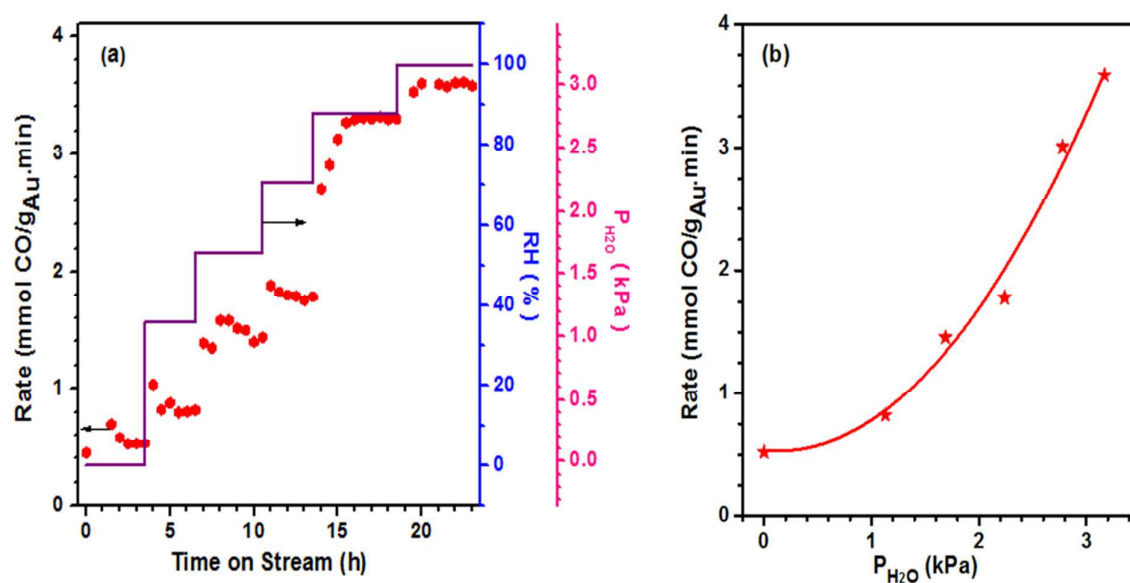 (a)
Rate (mmol CO/gAu·min)
4
3
2
1
0
0 5 10 15 20
Time on Stream (h)
100
80
60
40
20
0
RH (%)
3.0
2.5
2.0
1.5
1.0
0.5
0.0
PH2O (kPa)
(b)
Rate (mmol CO/gAu·min)
4
3
2
1
0
0 1 2 3
PH2O (kPa)